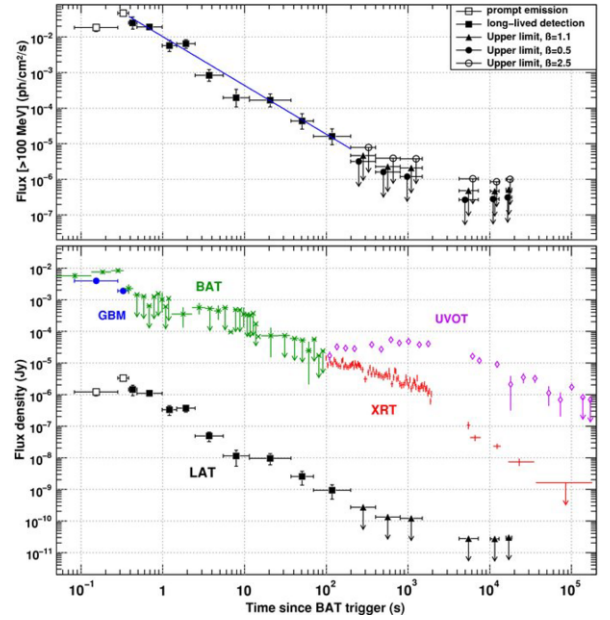 prompt emission
long-lived detection
Upper limit, β=1.1
Upper limit, β=0.5
Upper limit, β=2.5
Flux [>100 MeV] (ph/cm²/s)
10⁻²
10⁻³
10⁻⁴
10⁻⁵
10⁻⁶
10⁻⁷
BAT
GBM
UVOT
XRT
LAT
Flux density (Jy)
10⁻²
10⁻³
10⁻⁴
10⁻⁵
10⁻⁶
10⁻⁷
10⁻⁸
10⁻⁹
10⁻¹⁰
10⁻¹¹
10⁻¹ 1 10 10² 10³ 10⁴ 10⁵
Time since BAT trigger (s)